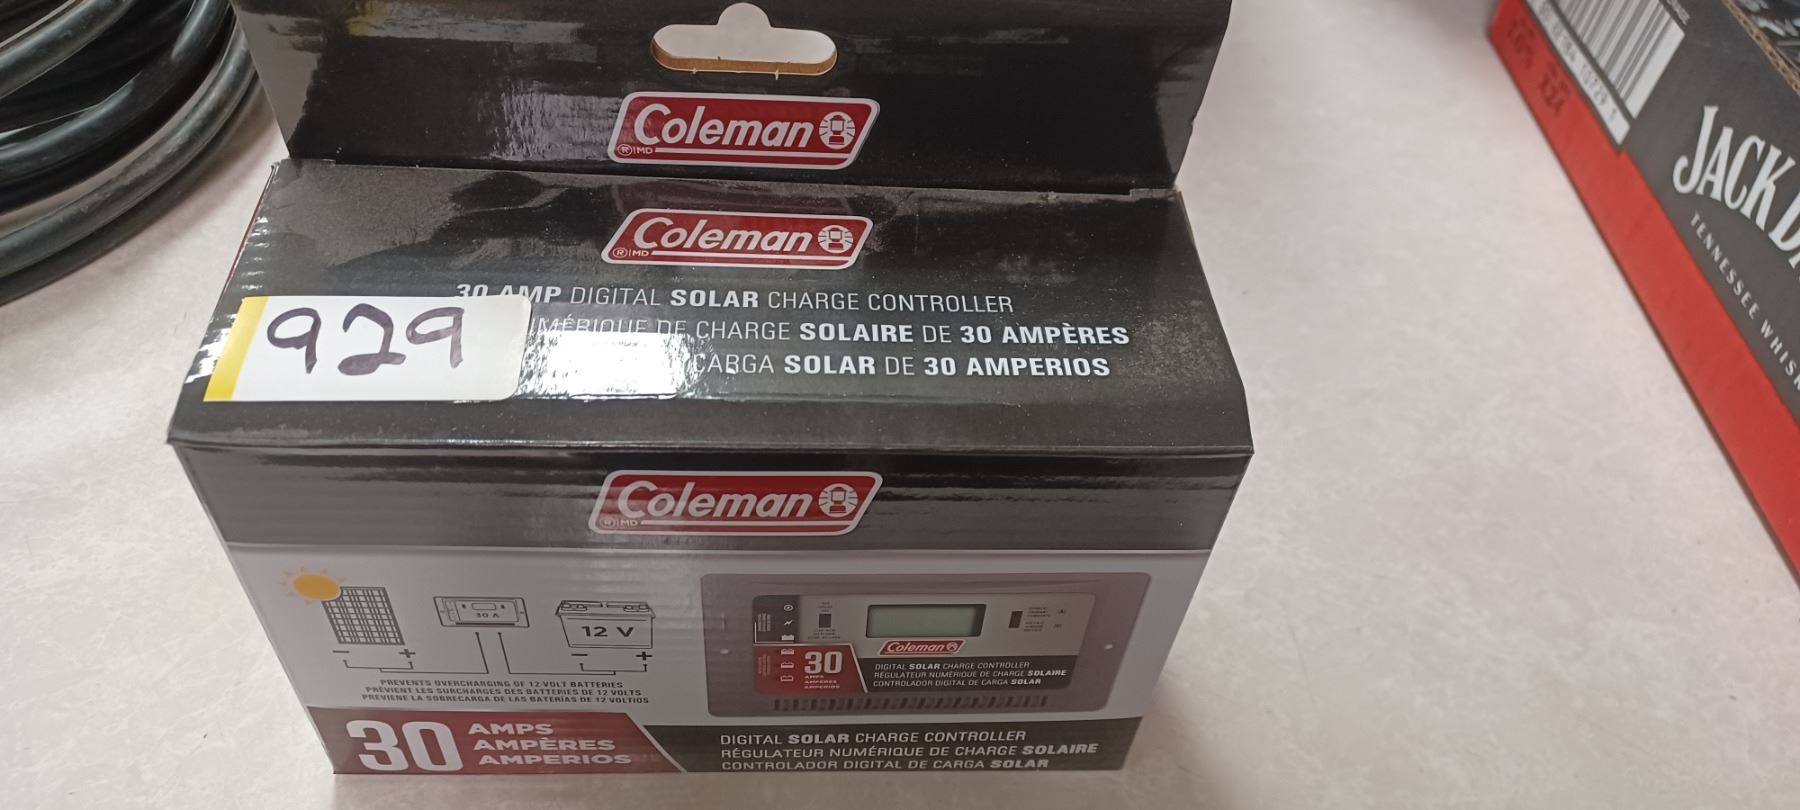 Coleman
® MD
Coleman
® MD
30 AMP DIGITAL SOLAR CHARGE CONTROLLER
DE CHARGE SOLAIRE DE 30 AMPÈRES
CARGA SOLAR DE 30 AMPERIOS
929
Coleman
® MD
30 A
12 V
- +
- +
PREVENTS OVERCHARGING OF 12 VOLT BATTERIES
PRÉVIENT LES SURCHARGES DES BATTERIES DE 12 VOLTS
PREVIENE LA SOBRECARGA DE LAS BATERÍAS DE 12 VOLTIOS
Coleman
30
AMPS
AMPÈRES
AMPERIOS
DIGITAL SOLAR CHARGE CONTROLLER
RÉGULATEUR NUMÉRIQUE DE CHARGE SOLAIRE
CONTROLADOR DIGITAL DE CARGA SOLAR
30
AMPS
AMPÈRES
AMPERIOS
DIGITAL SOLAR CHARGE CONTROLLER
RÉGULATEUR NUMÉRIQUE DE CHARGE SOLAIRE
CONTROLADOR DIGITAL DE CARGA SOLAR
JACK
TENNESSEE